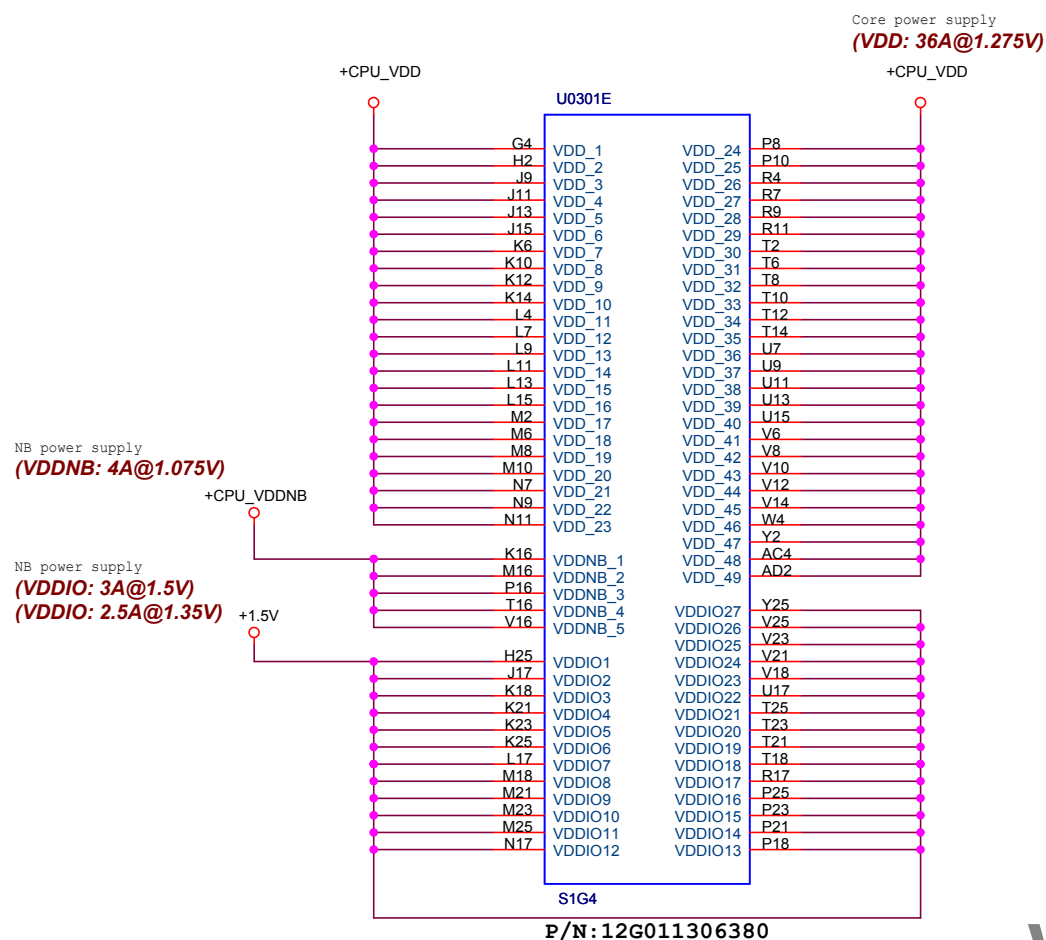 Core power supply
(VDD: 36A@1.275V)
+CPU_VDD +CPU_VDD
U0301E
G4 VDD_1 VDD_24 P8
H2 VDD_2 VDD_25 P10
J9 VDD_3 VDD_26 R4
J11 VDD_4 VDD_27 R7
J13 VDD_5 VDD_28 R9
J15 VDD_6 VDD_29 R11
K6 VDD_7 VDD_30 T2
K10 VDD_8 VDD_31 T6
K12 VDD_9 VDD_32 T8
K14 VDD_10 VDD_33 T10
L4 VDD_11 VDD_34 T12
L7 VDD_12 VDD_35 T14
L9 VDD_13 VDD_36 U7
L11 VDD_14 VDD_37 U9
L13 VDD_15 VDD_38 U11
L15 VDD_16 VDD_39 U13
M2 VDD_17 VDD_40 U15
M6 VDD_18 VDD_41 V6
M8 VDD_19 VDD_42 V8
M10 VDD_20 VDD_43 V10
N7 VDD_21 VDD_44 V12
N9 VDD_22 VDD_45 V14
N11 VDD_23 VDD_46 W4
VDD_47 Y2
NB power supply
(VDDNB: 4A@1.075V)
+CPU_VDDNB
K16 VDDNB_1 VDD_48 AC4
M16 VDDNB_2 VDD_49 AD2
P16 VDDNB_3
T16 VDDNB_4 VDDIO27 Y25
V16 VDDNB_5 VDDIO26 V25
VDDIO25 V23
NB power supply
(VDDIO: 3A@1.5V)
(VDDIO: 2.5A@1.35V)
+1.5V
H25 VDDIO1 VDDIO24 V21
J17 VDDIO2 VDDIO23 V18
K18 VDDIO3 VDDIO22 U17
K21 VDDIO4 VDDIO21 T25
K23 VDDIO5 VDDIO20 T23
K25 VDDIO6 VDDIO19 T21
L17 VDDIO7 VDDIO18 T18
M18 VDDIO8 VDDIO17 R17
M21 VDDIO9 VDDIO16 P25
M23 VDDIO10 VDDIO15 P23
M25 VDDIO11 VDDIO14 P21
N17 VDDIO12 VDDIO13 P18
S1G4
P/N:12G011306380